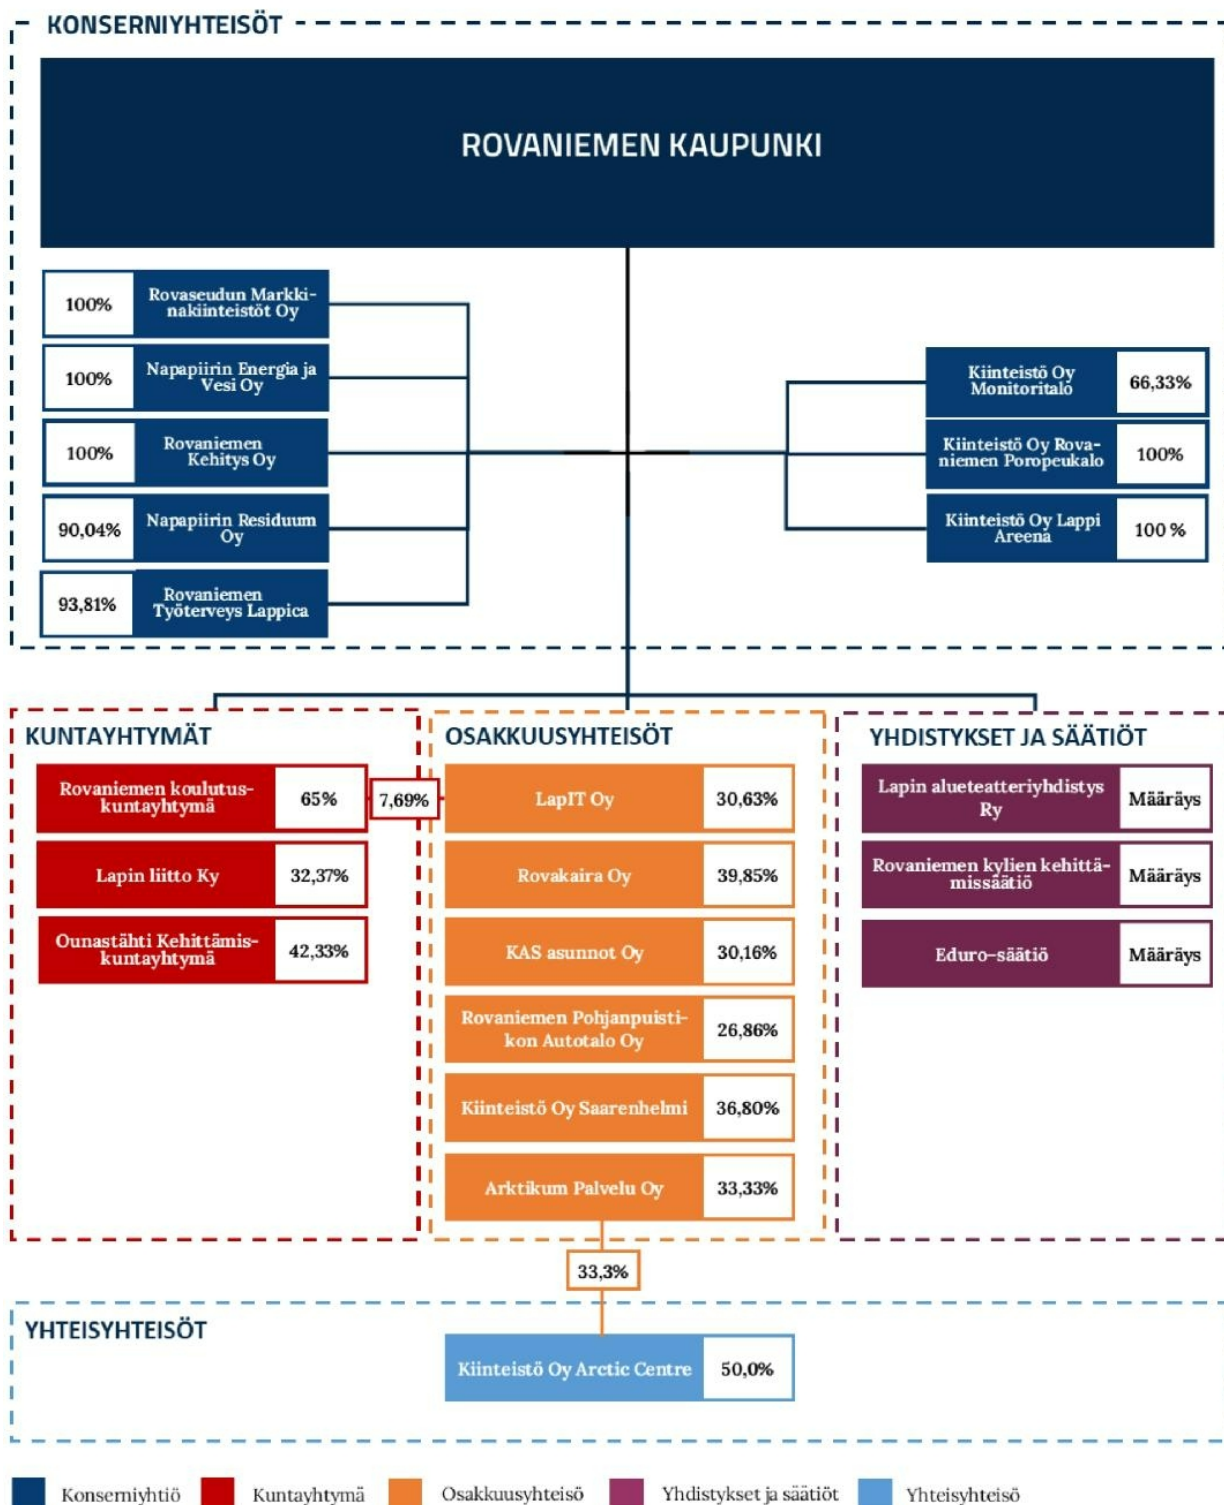 KONSERNIYHTEISÖT
ROVANIEMEN KAUPUNKI
100%
Rovaseudun Markki-
nakiinteistöt Oy
100%
Napapiirin Energia ja
Vesi Oy
100%
Rovaniemen
Kehitys Oy
90,04%
Napapiirin Residuum
Oy
93,81%
Rovaniemen
Työterveys Lappica
Kiinteistö Oy
Monitoritalo
66,33%
Kiinteistö Oy Rova-
niemen Poropeukalo
100%
Kiinteistö Oy Lappi
Areena
100 %
KUNTAYHTYMÄT
Rovaniemen koulutus-
kuntayhtymä
65%
7,69%
Lapin liitto Ky
32,37%
Ounastähti Kehittämis-
kuntayhtymä
42,33%
OSAKKUUSYHTEISÖT
LapIT Oy
30,63%
Rovakaira Oy
39,85%
KAS asunnot Oy
30,16%
Rovaniemen Pohjanpuisti-
kon Autotalo Oy
26,86%
Kiinteistö Oy Saarenhelmi
36,80%
Arktikum Palvelu Oy
33,33%
33,3%
YHDISTYKSET JA SÄÄTIÖT
Lapin alueteatteriyhdistys
Ry
Määräys
Rovaniemen kylien kehittä-
missäätiö
Määräys
Eduro-säätiö
Määräys
YHTEISYHTEISÖT
Kiinteistö Oy Arctic Centre
50,0%
Konserniyhtiö
Kuntayhtymä
Osakkuusyhteisö
Yhdistykset ja säätiöt
Yhteisyhteisö